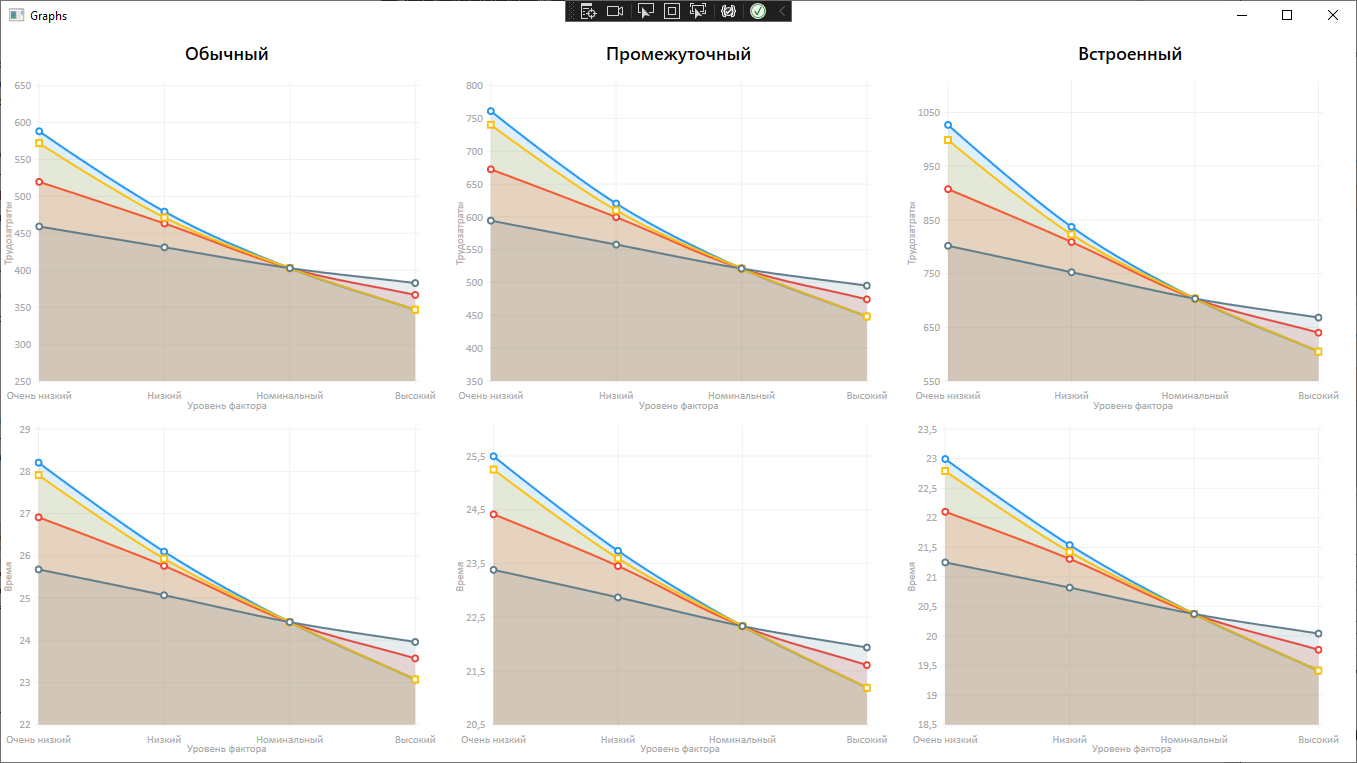 Graphs
Обычный
Промежуточный
Встроенный
650
600
550
500
450
400
350
300
250
Трудозатраты
Очень низкий
Низкий
Номинальный
Высокий
Уровень фактора
800
750
700
650
600
550
500
450
400
350
Трудозатраты
Очень низкий
Низкий
Номинальный
Высокий
Уровень фактора
1050
950
850
750
650
550
Трудозатраты
Очень низкий
Низкий
Номинальный
Высокий
Уровень фактора
29
28
27
26
25
24
23
22
Время
Очень низкий
Низкий
Номинальный
Высокий
Уровень фактора
25,5
24,5
23,5
22,5
21,5
20,5
Время
Очень низкий
Низкий
Номинальный
Высокий
Уровень фактора
23,5
23
22,5
22
21,5
21
20,5
20
19,5
19
18,5
Время
Очень низкий
Низкий
Номинальный
Высокий
Уровень фактора